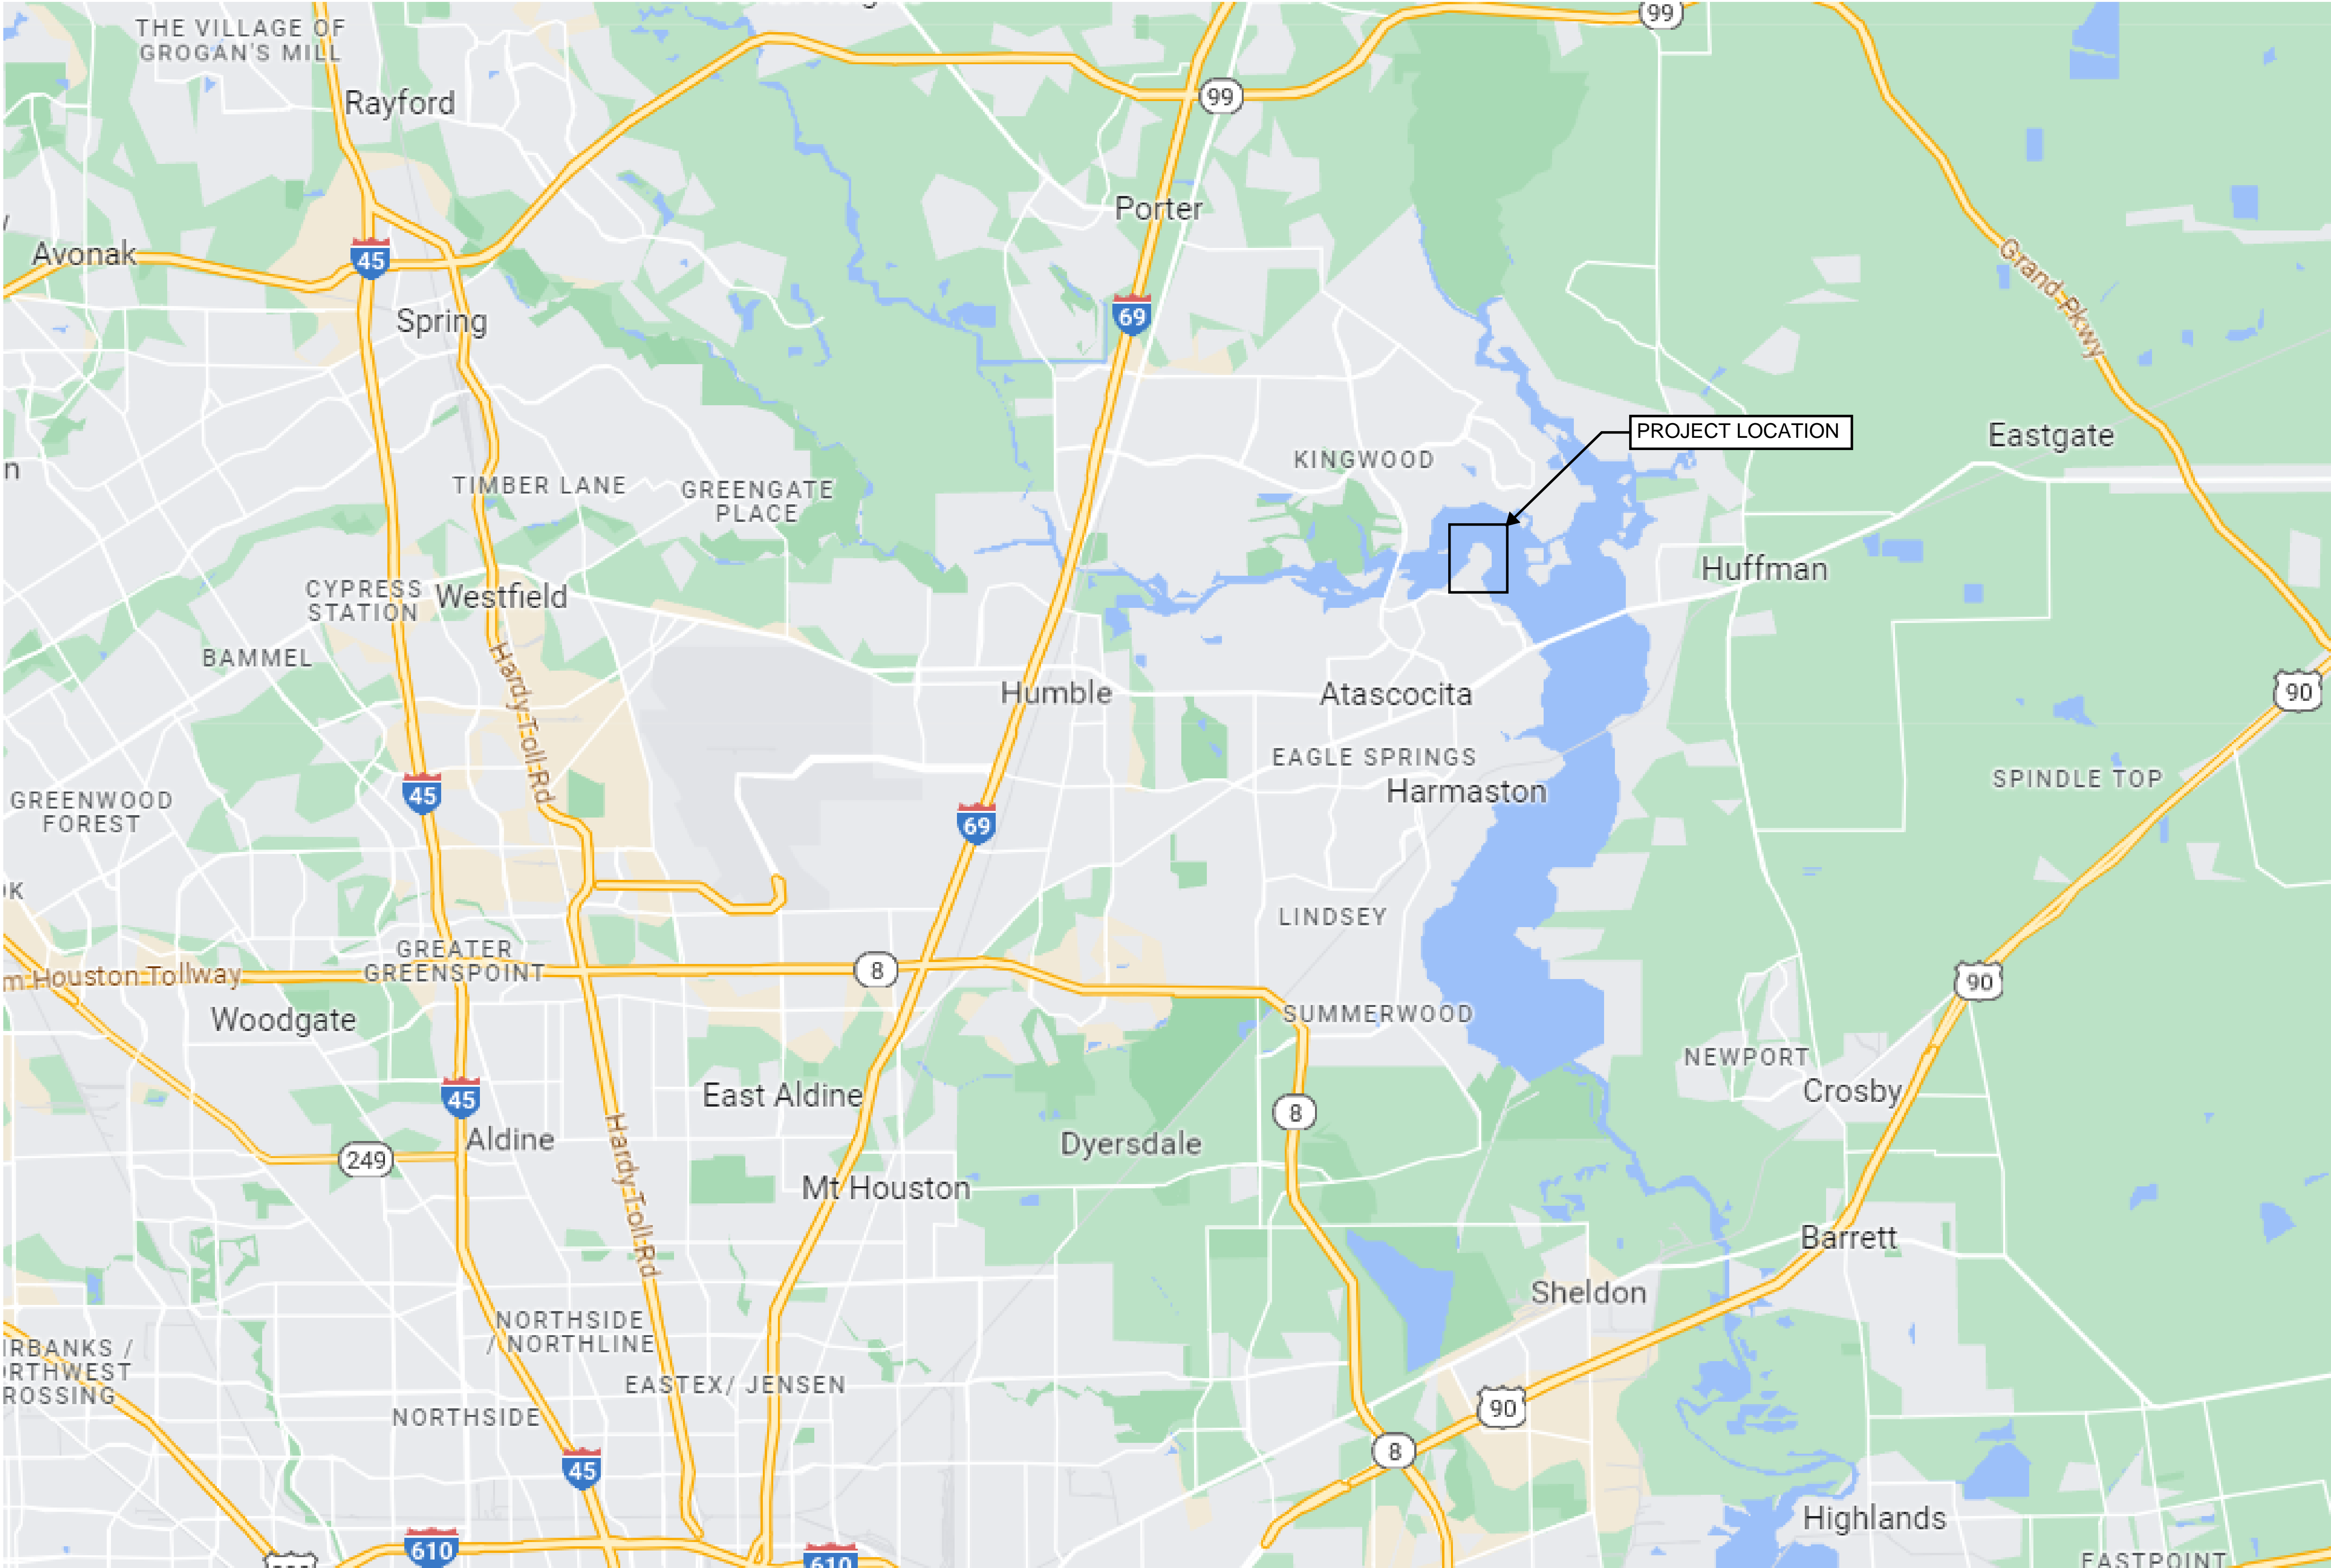 THE VILLAGE OF
GROGAN'S MILL
99
Rayford
99
Porter
Avonak
45
Grand Pkwy
69
Spring
PROJECT LOCATION
Eastgate
KINGWOOD
n
TIMBER LANE
GREENGATE
PLACE
Huffman
CYPRESS
STATION
Westfield
BAMMEL
Hardy Toll Rd
Humble
Atascocita
90
EAGLE SPRINGS
SPINDLE TOP
Harmaston
45
GREENWOOD
FOREST
69
OK
LINDSEY
GREATER
GREENSPOINT
m Houston Tollway
8
90
SUMMERWOOD
Woodgate
NEWPORT
Crosby
East Aldine
45
8
Aldine
Dyersdale
249
Hardy Toll Rd
Mt Houston
Barrett
Sheldon
NORTHSIDE
/ NORTHLINE
IRBANKS /
ORTHWEST
ROSSING
EASTEX/ JENSEN
NORTHSIDE
90
8
45
Highlands
610
610
EASTPOINT